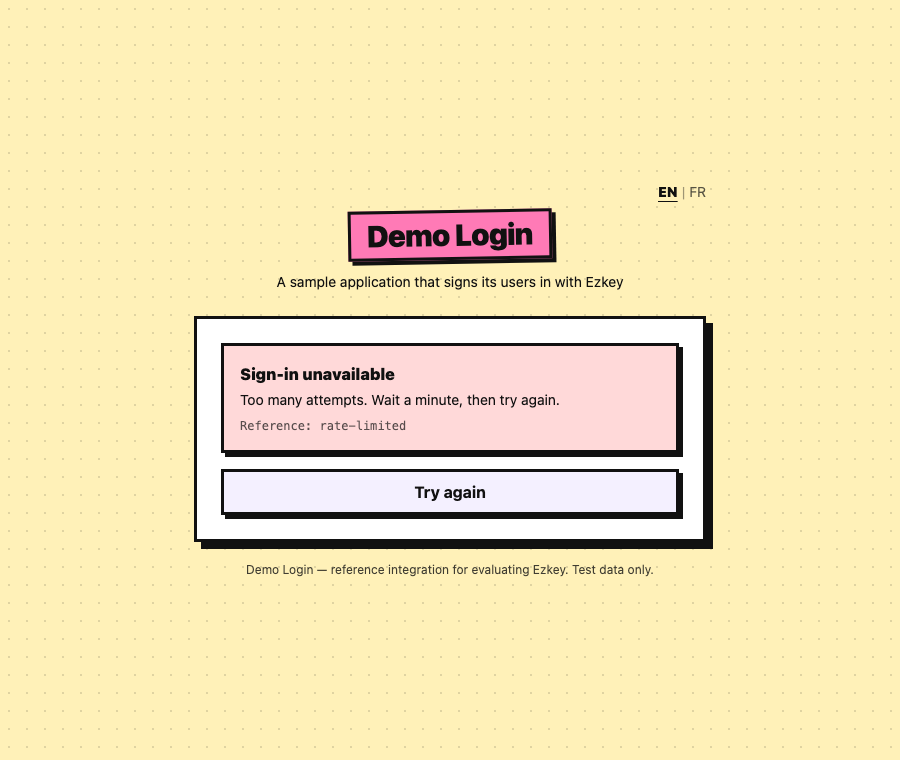 EN | FR
Demo Login
A sample application that signs its users in with Ezkey
Sign-in unavailable
Too many attempts. Wait a minute, then try again.
Reference: rate-limited
Try again
Demo Login — reference integration for evaluating Ezkey. Test data only.